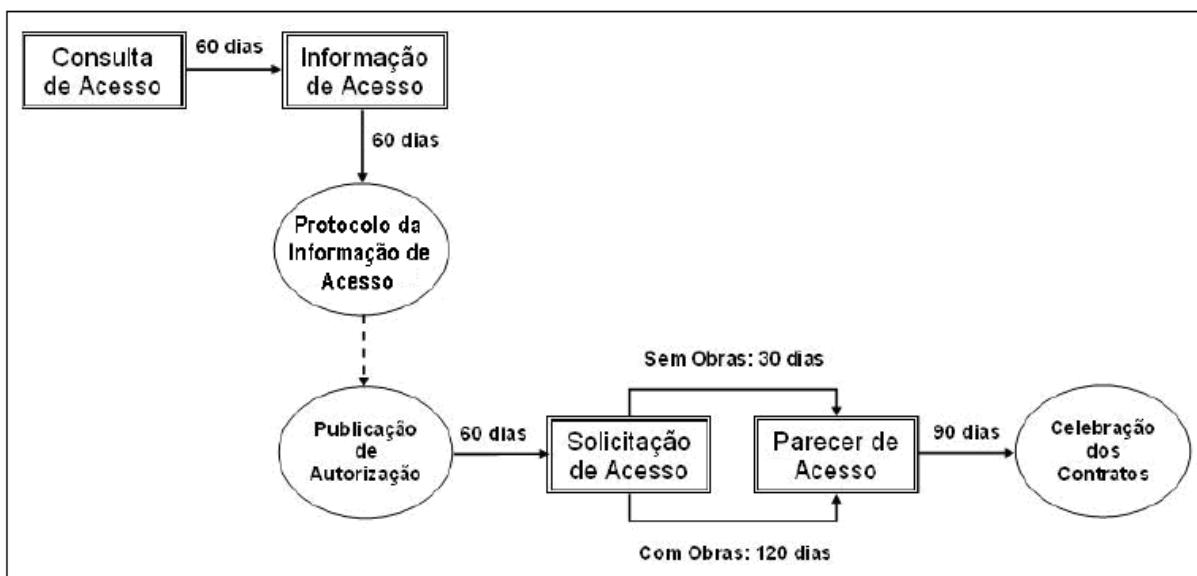 Consulta
de Acesso
60 dias
Informação
de Acesso
60 dias
Protocolo da
Informação de
Acesso
Publicação
de
Autorização
60 dias
Solicitação
de Acesso
Sem Obras: 30 dias
Com Obras: 120 dias
Parecer de
Acesso
90 dias
Celebração
dos
Contratos